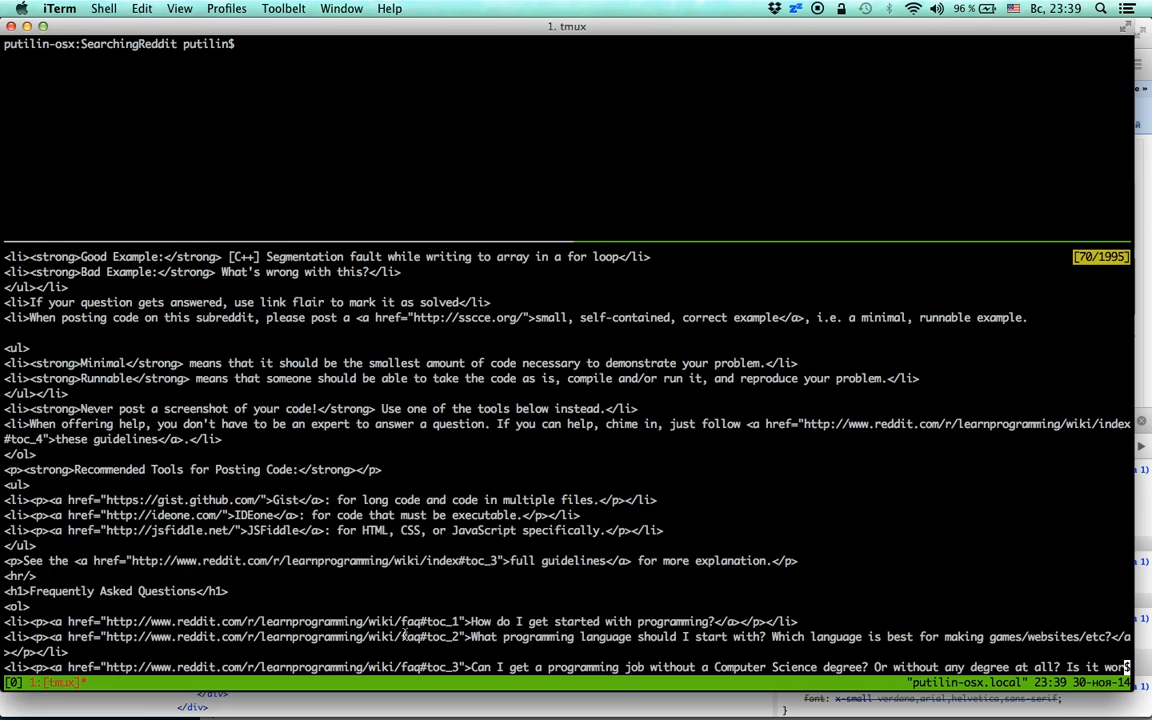 iTerm Shell Edit View Profiles Toolbelt Window Help 96 % Вс, 23:39
1. tmux
putilin-osx:SearchingReddit putilin$
<li><strong>Good Example:</strong> [C++] Segmentation fault while writing to array in a for loop</li> [70/1995]
<li><strong>Bad Example:</strong> What's wrong with this?</li>
</ul></li>
<li>If your question gets answered, use link flair to mark it as solved</li>
<li>When posting code on this subreddit, please post a <a href="http://sscce.org/">small, self-contained, correct example</a>, i.e. a minimal, runnable example.
<ul>
<li><strong>Minimal</strong> means that it should be the smallest amount of code necessary to demonstrate your problem.</li>
<li><strong>Runnable</strong> means that someone should be able to take the code as is, compile and/or run it, and reproduce your problem.</li>
</ul></li>
<li><strong>Never post a screenshot of your code!</strong> Use one of the tools below instead.</li>
<li>When offering help, you don't have to be an expert to answer a question. If you can help, chime in, just follow <a href="http://www.reddit.com/r/learnprogramming/wiki/index
#toc_4">these guidelines</a>.</li>
</ol>
<p><strong>Recommended Tools for Posting Code:</strong></p>
<ul>
<li><p><a href="https://gist.github.com/">Gist</a>: for long code and code in multiple files.</p></li>
<li><p><a href="http://ideone.com/">IDEone</a>: for code that must be executable.</p></li>
<li><p><a href="http://jsfiddle.net/">JSFiddle</a>: for HTML, CSS, or JavaScript specifically.</p></li>
</ul>
<p>See the <a href="http://www.reddit.com/r/learnprogramming/wiki/index#toc_3">full guidelines</a> for more explanation.</p>
<hr/>
<h1>Frequently Asked Questions</h1>
<ol>
<li><p><a href="http://www.reddit.com/r/learnprogramming/wiki/faq#toc_1">How do I get started with programming?</a></p></li>
<li><p><a href="http://www.reddit.com/r/learnprogramming/wiki/faq#toc_2">What programming language should I start with? Which language is best for making games/websites/etc?</a
></p></li>
<li><p><a href="http://www.reddit.com/r/learnprogramming/wiki/faq#toc_3">Can I get a programming job without a Computer Science degree? Or without any degree at all? Is it wor
[0] 1:[tmux]* "putilin-osx.local" 23:39 30-ноя-14
</div>
</div>
font: x-small verdana,arial,helvetica,sans-serif;
}